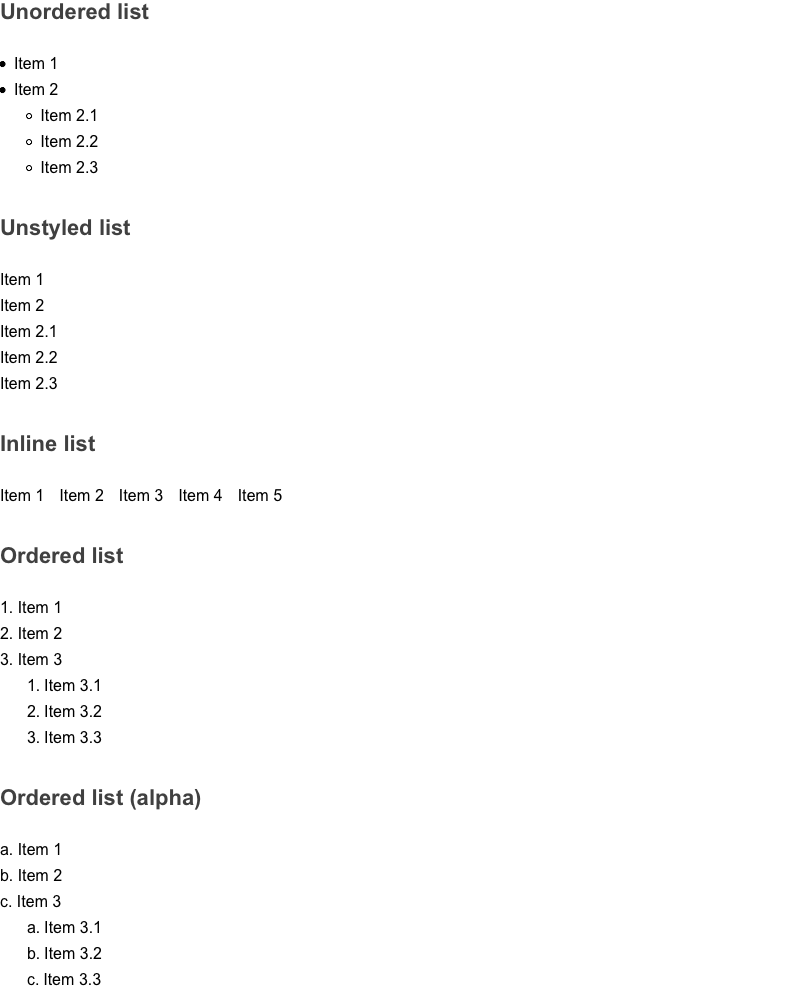 Unordered list
• Item 1
• Item 2
◦ Item 2.1
◦ Item 2.2
◦ Item 2.3
Unstyled list
Item 1
Item 2
Item 2.1
Item 2.2
Item 2.3
Inline list
Item 1 Item 2 Item 3 Item 4 Item 5
Ordered list
1. Item 1
2. Item 2
3. Item 3
1. Item 3.1
2. Item 3.2
3. Item 3.3
Ordered list (alpha)
a. Item 1
b. Item 2
c. Item 3
a. Item 3.1
b. Item 3.2
c. Item 3.3